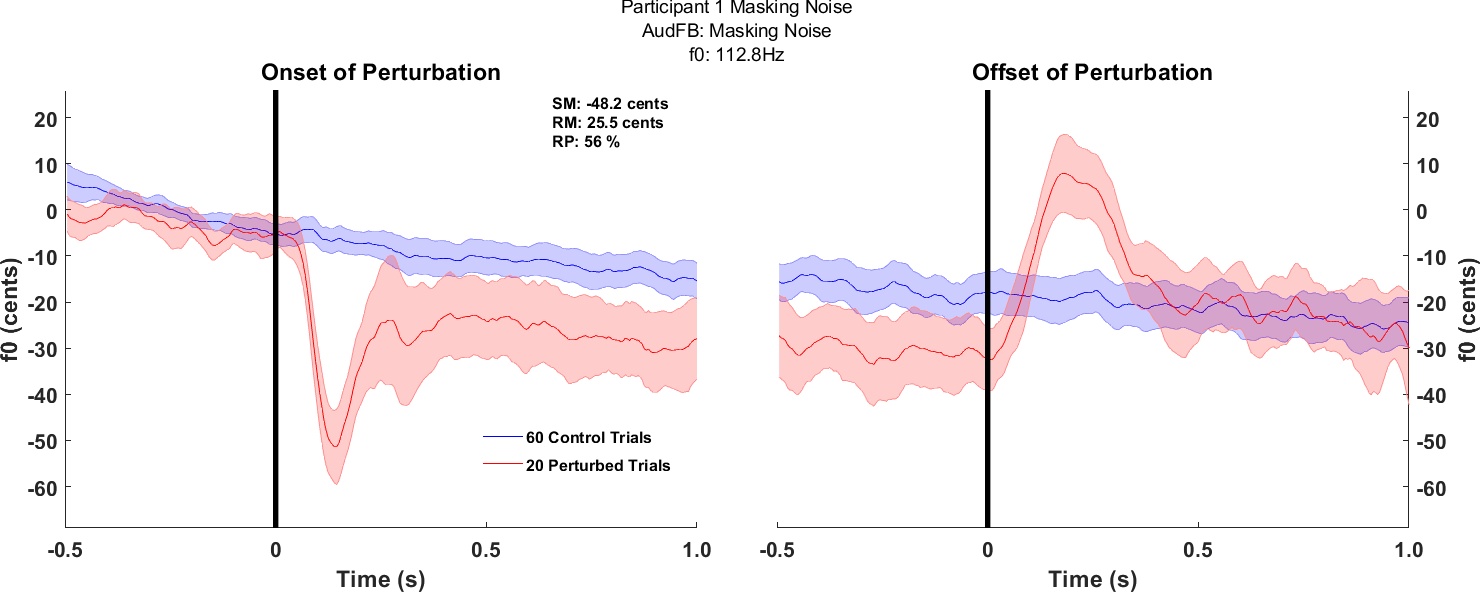 Participant 1 Masking Noise
AudFB: Masking Noise
f0: 112.8Hz
Onset of Perturbation
SM: -48.2 cents
RM: 25.5 cents
RP: 56 %
20
10
0
-10
-20
-30
-40
-50
-60
f0 (cents)
60 Control Trials
20 Perturbed Trials
-0.5
0
0.5
1.0
Time (s)
Offset of Perturbation
20
10
0
-10
-20
-30
-40
-50
-60
f0 (cents)
-0.5
0
0.5
1.0
Time (s)